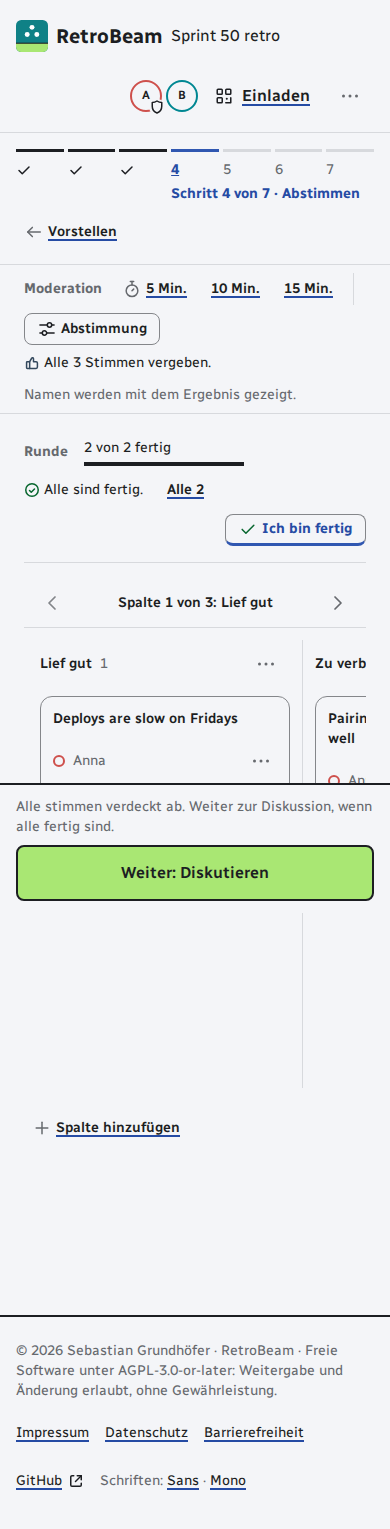 RetroBeam Sprint 50 retro
A B Einladen ...
4 5 6 7
Schritt 4 von 7 · Abstimmen
Vorstellen
Moderation 5 Min. 10 Min. 15 Min.
Abstimmung
Alle 3 Stimmen vergeben.
Namen werden mit dem Ergebnis gezeigt.
Runde 2 von 2 fertig
Alle sind fertig. Alle 2
Ich bin fertig
Spalte 1 von 3: Lief gut
Lief gut 1 ... Zu verb
Deploys are slow on Fridays
Pairin
well
Anna ... An
Alle stimmen verdeckt ab. Weiter zur Diskussion, wenn
alle fertig sind.
Weiter: Diskutieren
Spalte hinzufügen
© 2026 Sebastian Grundhöfer · RetroBeam · Freie
Software unter AGPL-3.0-or-later: Weitergabe und
Änderung erlaubt, ohne Gewährleistung.
Impressum Datenschutz Barrierefreiheit
GitHub Schriften: Sans · Mono